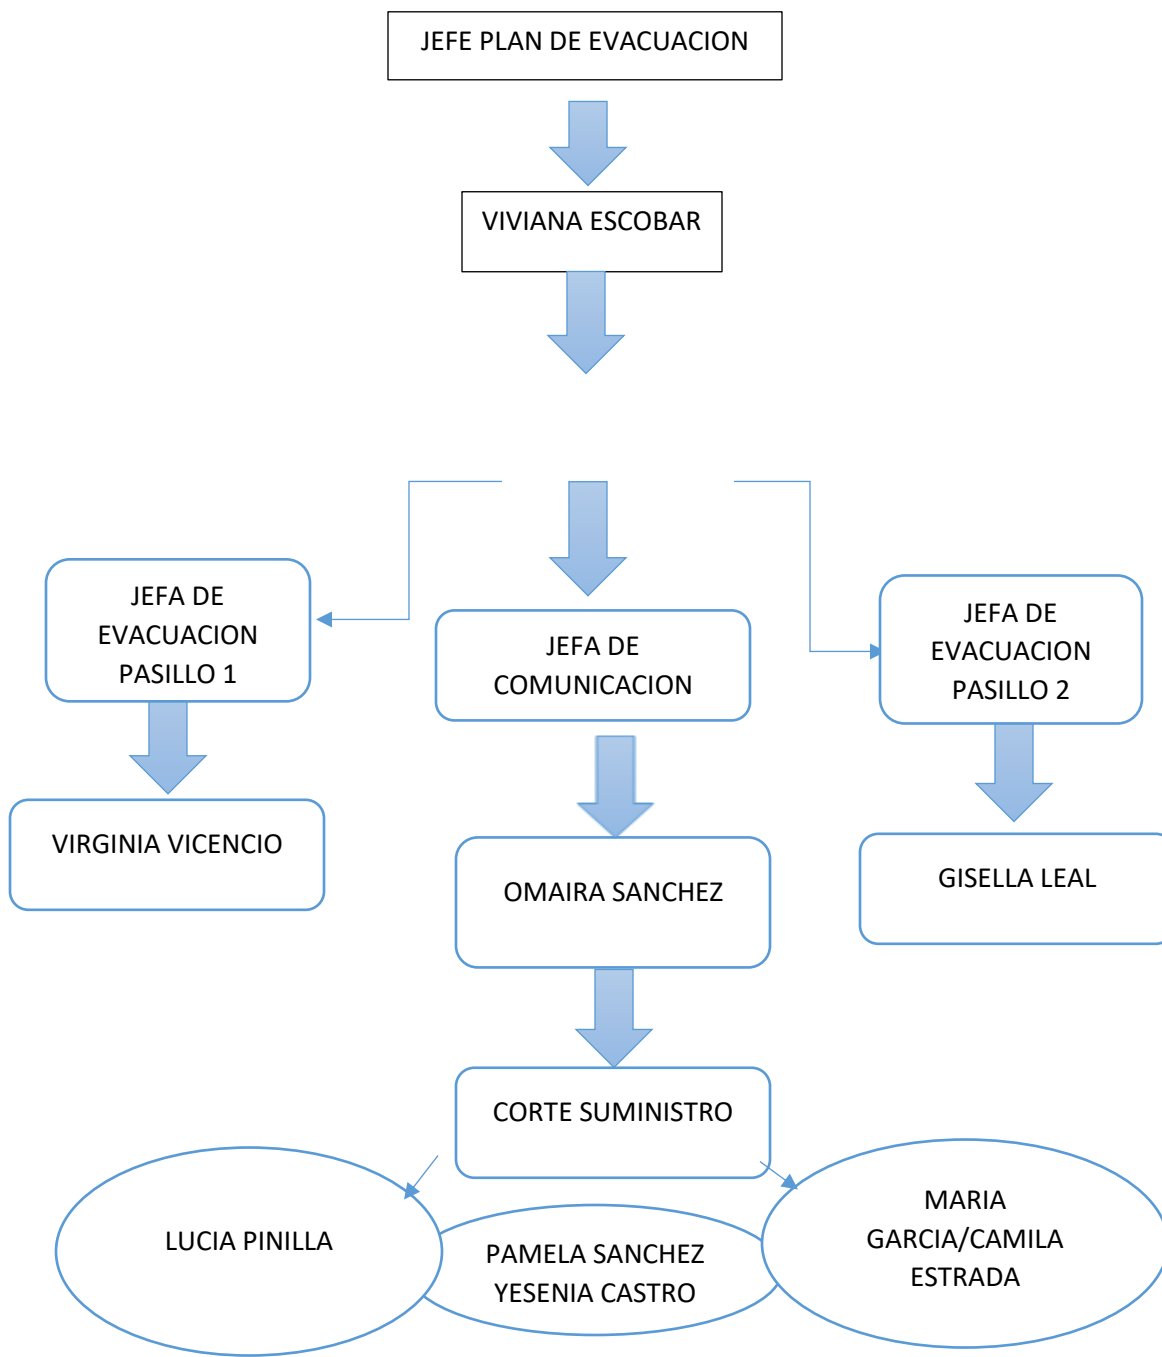 JEFE PLAN DE EVACUACION
VIVIANA ESCOBAR
JEFA DE
EVACUACION
PASILLO 1
JEFA DE
COMUNICACION
JEFA DE
EVACUACION
PASILLO 2
VIRGINIA VICENCIO
OMAIRA SANCHEZ
GISELLA LEAL
CORTE SUMINISTRO
LUCIA PINILLA
PAMELA SANCHEZ
YESENIA CASTRO
MARIA
GARCIA/CAMILA
ESTRADA